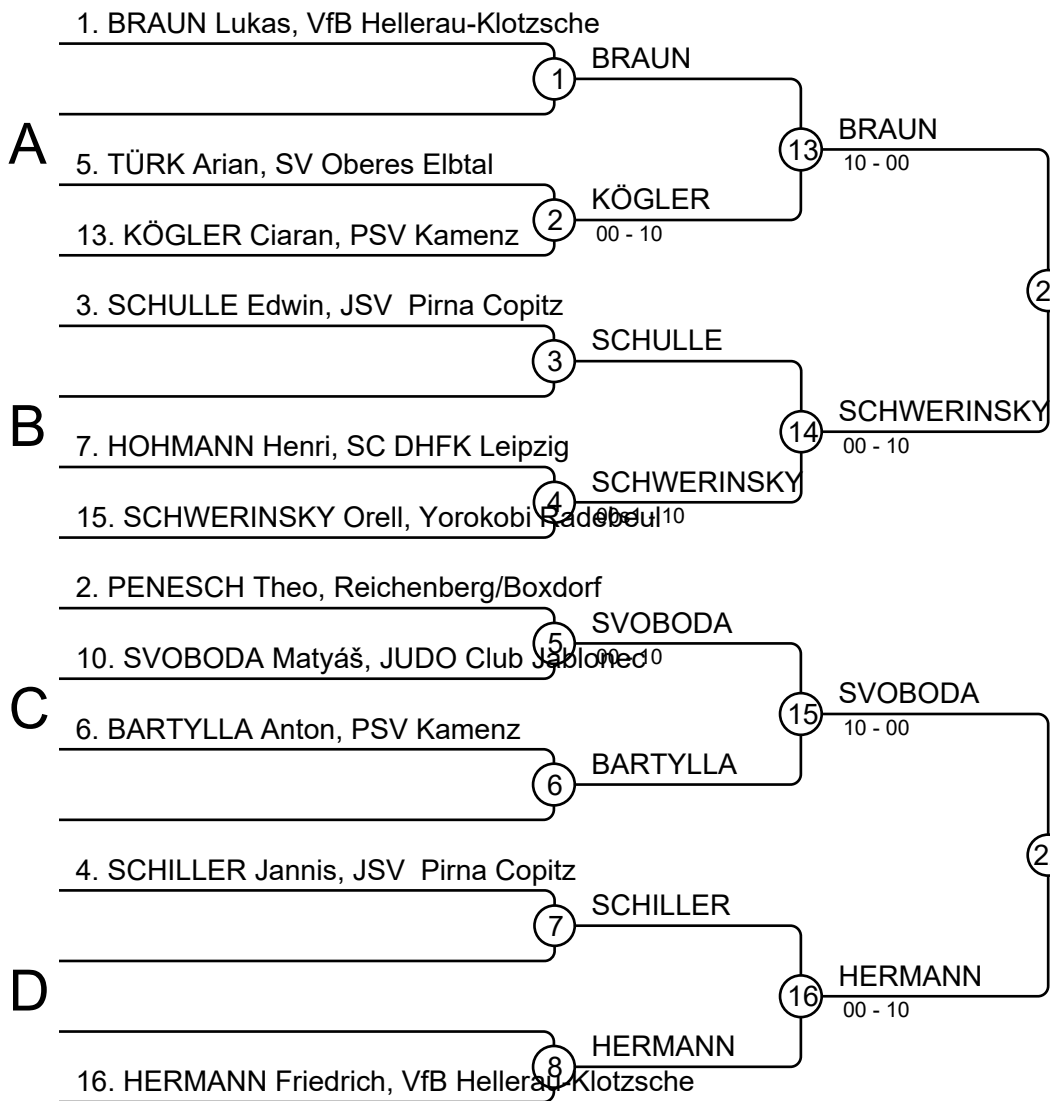 1. BRAUN Lukas, VfB Hellerau-Klotzsche
1
BRAUN
A
13
BRAUN
10 - 00
5. TÜRK Arian, SV Oberes Elbtal
2
KÖGLER
00 - 10
13. KÖGLER Ciaran, PSV Kamenz
3. SCHULLE Edwin, JSV Pirna Copitz
2
3
SCHULLE
B
14
SCHWERINSKY
00 - 10
7. HOHMANN Henri, SC DHFK Leipzig
4
SCHWERINSKY
00s1 - 10
15. SCHWERINSKY Orell, Yorokobi Radebeul
2. PENESCH Theo, Reichenberg/Boxdorf
5
SVOBODA
00 - 10
10. SVOBODA Matyáš, JUDO Club Jablonec
C
15
SVOBODA
10 - 00
6. BARTYLLA Anton, PSV Kamenz
6
BARTYLLA
4. SCHILLER Jannis, JSV Pirna Copitz
2
7
SCHILLER
D
16
HERMANN
00 - 10
8
HERMANN
16. HERMANN Friedrich, VfB Hellerau-Klotzsche